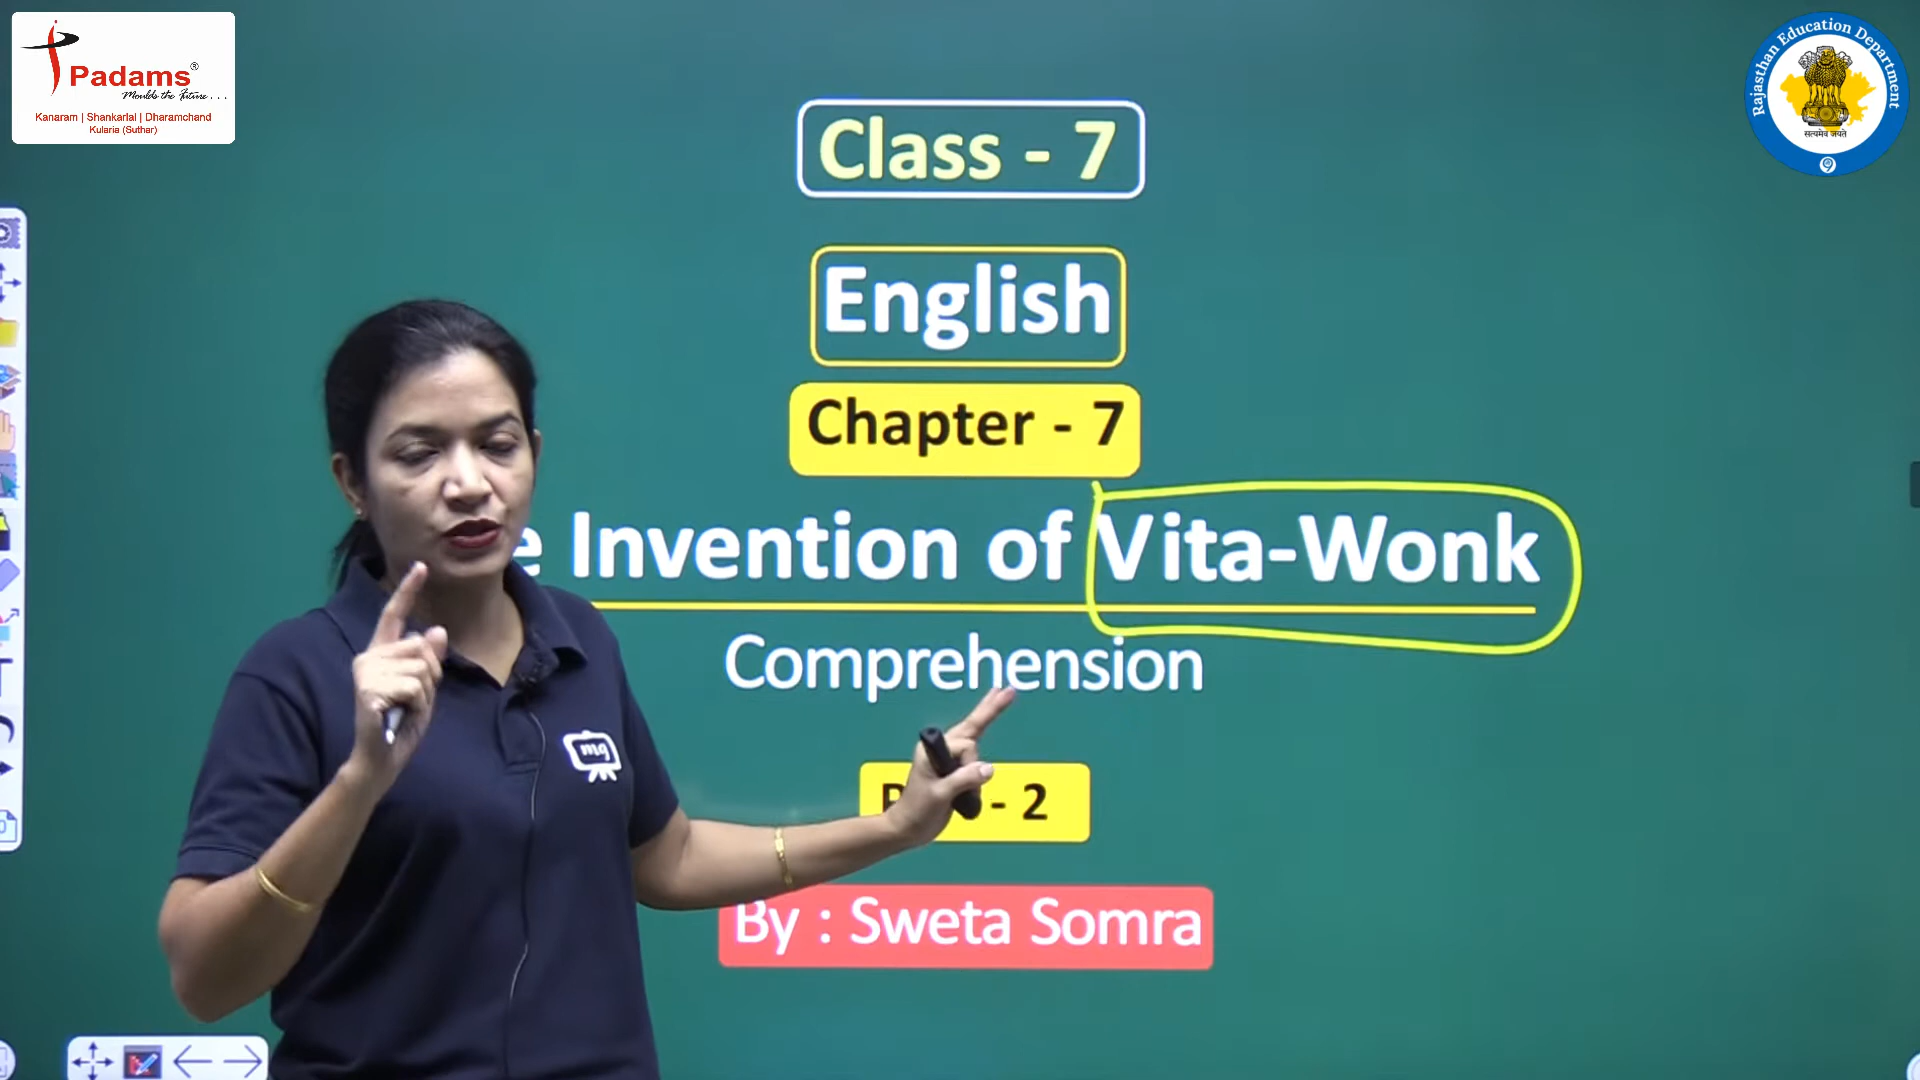 Padams®
Moulds the Future . . .
Kanaram | Shankarlal | Dharamchand
Kularia (Suthar)
Rajasthan Education Department
सत्यमेव जयते
Class - 7
English
Chapter - 7
Invention of Vita-Wonk
Comprehension
- 2
By : Sweta Somra
mg